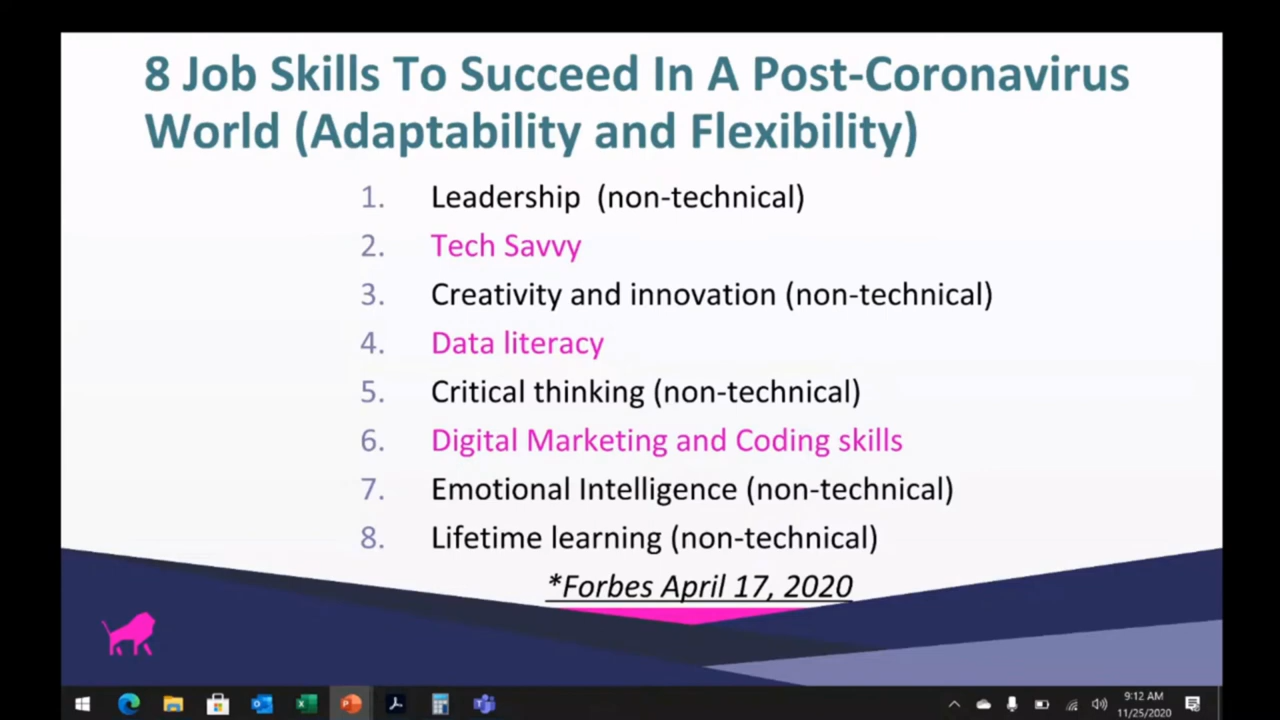 8 Job Skills To Succeed In A Post-Coronavirus
World (Adaptability and Flexibility)
1. Leadership (non-technical)
2. Tech Savvy
3. Creativity and innovation (non-technical)
4. Data literacy
5. Critical thinking (non-technical)
6. Digital Marketing and Coding skills
7. Emotional Intelligence (non-technical)
8. Lifetime learning (non-technical)
*Forbes April 17, 2020
9:12 AM
11/25/2020